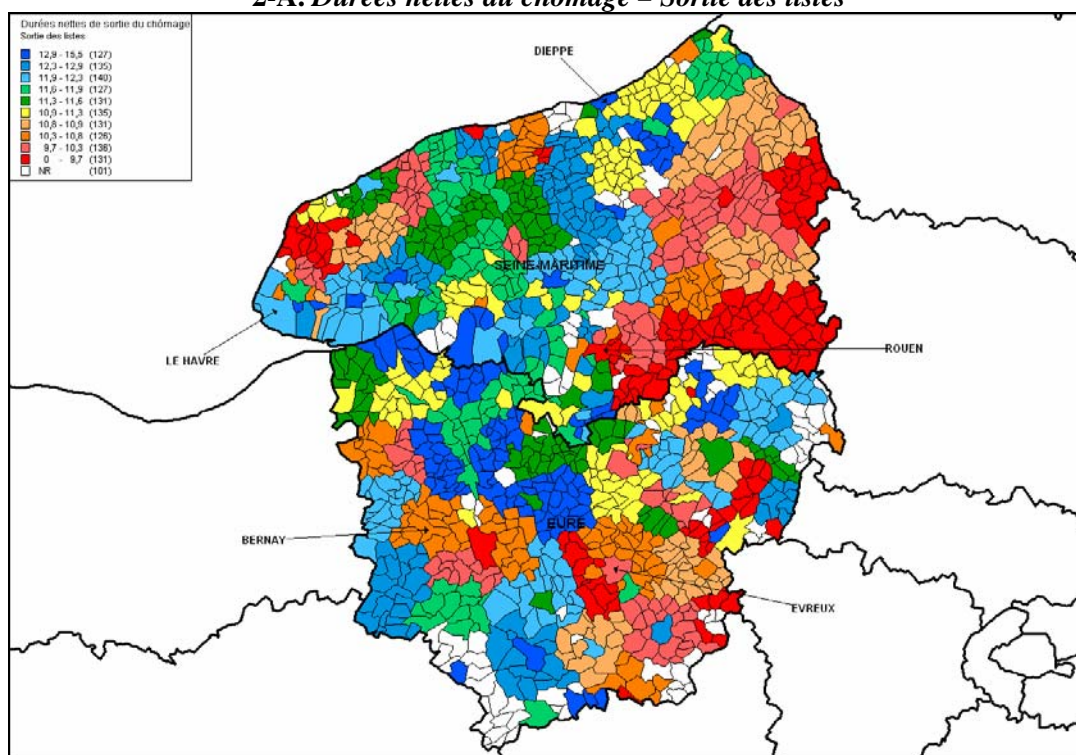 2-A. Durées nettes du chômage – Sortie des listes
Durées nettes de sortie du chômage
Sortie des listes
12,9 - 15,5 (127)
12,3 - 12,9 (135)
11,9 - 12,3 (140)
11,6 - 11,9 (127)
11,3 - 11,6 (131)
10,9 - 11,3 (135)
10,8 - 10,9 (131)
10,3 - 10,8 (126)
9,7 - 10,3 (136)
0 - 9,7 (131)
NR (101)
DIEPPE
SEINE-MARITIME
LE HAVRE
ROUEN
EURE
BERNAY
EVREUX